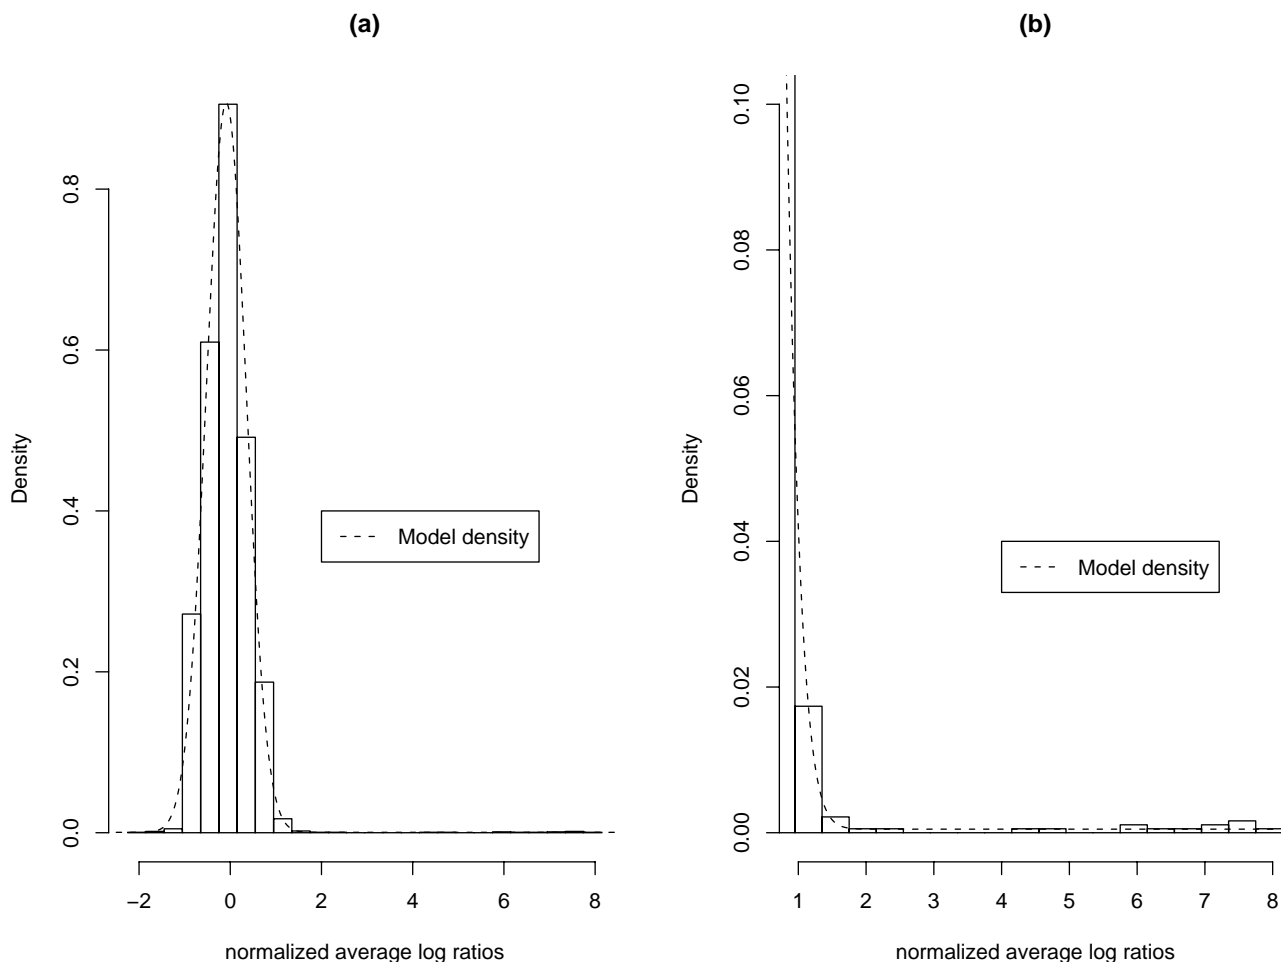 (a)
Density
0.0
0.2
0.4
0.6
0.8
Model density
−2 0 2 4 6 8
normalized average log ratios
(b)
Density
0.00
0.02
0.04
0.06
0.08
0.10
Model density
1 2 3 4 5 6 7 8
normalized average log ratios